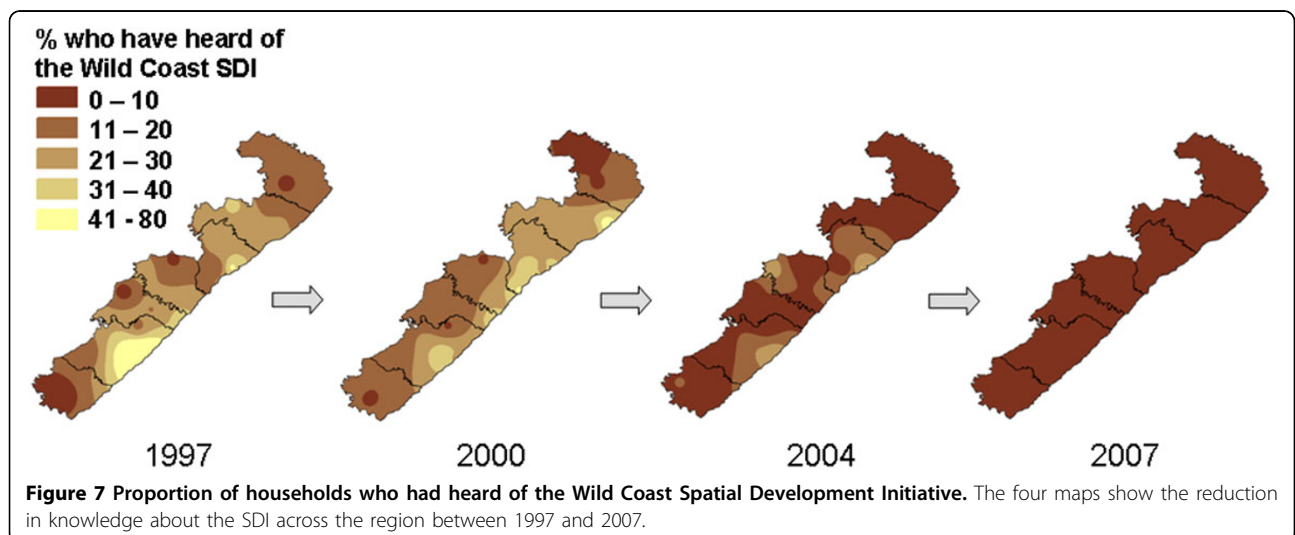 % who have heard of
the Wild Coast SDI
0 – 10
11 – 20
21 – 30
31 – 40
41 - 80
1997
2000
2004
2007
Figure 7 Proportion of households who had heard of the Wild Coast Spatial Development Initiative. The four maps show the reduction
in knowledge about the SDI across the region between 1997 and 2007.